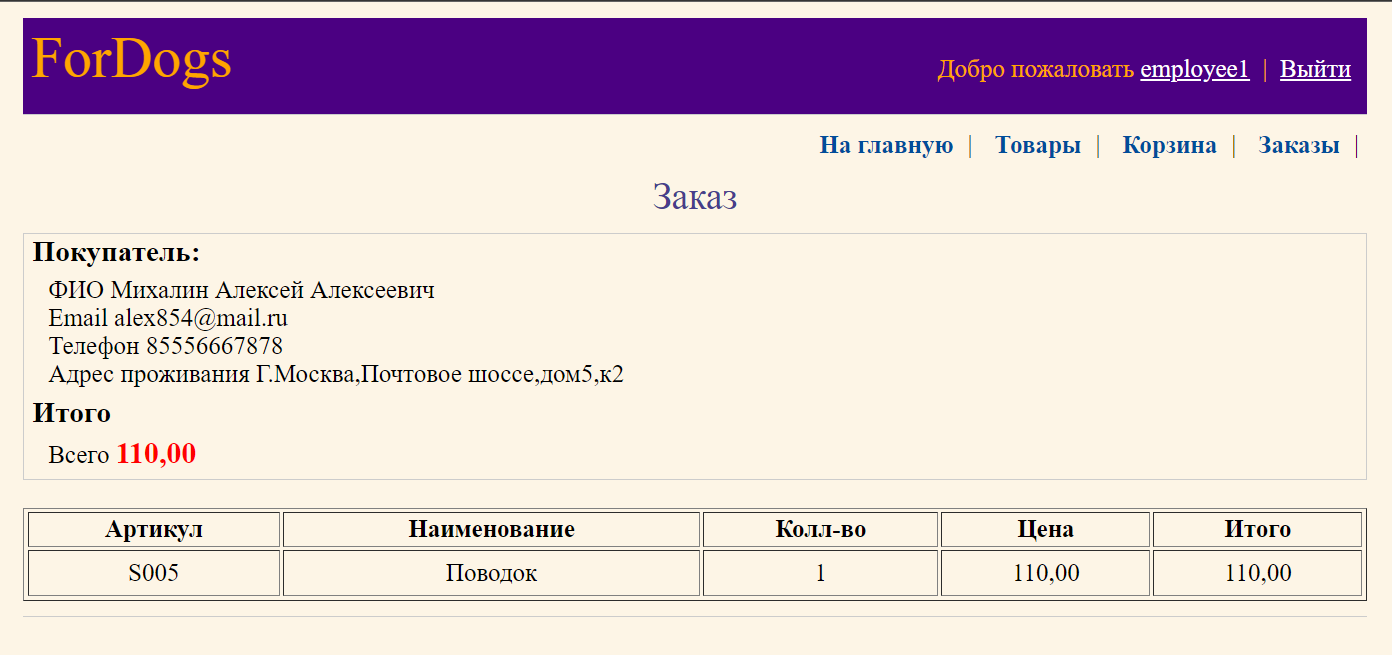 ForDogs
Добро пожаловать employee1 | Выйти
На главную | Товары | Корзина | Заказы |
Заказ
Покупатель:
ФИО Михалин Алексей Алексеевич
Email alex854@mail.ru
Телефон 85556667878
Адрес проживания Г.Москва,Почтовое шоссе,дом5,к2
Итого
Всего 110,00
Артикул Наименование Колл-во Цена Итого
S005 Поводок 1 110,00 110,00